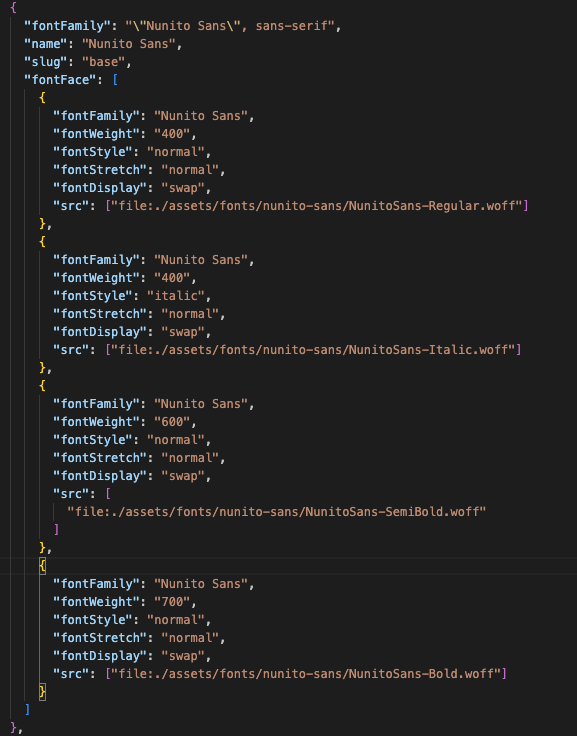 {
"fontFamily": "\"Nunito Sans\", sans-serif",
"name": "Nunito Sans",
"slug": "base",
"fontFace": [
{
"fontFamily": "Nunito Sans",
"fontWeight": "400",
"fontStyle": "normal",
"fontStretch": "normal",
"fontDisplay": "swap",
"src": ["file:./assets/fonts/nunito-sans/NunitoSans-Regular.woff"]
},
{
"fontFamily": "Nunito Sans",
"fontWeight": "400",
"fontStyle": "italic",
"fontStretch": "normal",
"fontDisplay": "swap",
"src": ["file:./assets/fonts/nunito-sans/NunitoSans-Italic.woff"]
},
{
"fontFamily": "Nunito Sans",
"fontWeight": "600",
"fontStyle": "normal",
"fontStretch": "normal",
"fontDisplay": "swap",
"src": [
"file:./assets/fonts/nunito-sans/NunitoSans-SemiBold.woff"
]
},
{
"fontFamily": "Nunito Sans",
"fontWeight": "700",
"fontStyle": "normal",
"fontStretch": "normal",
"fontDisplay": "swap",
"src": ["file:./assets/fonts/nunito-sans/NunitoSans-Bold.woff"]
}
]
},